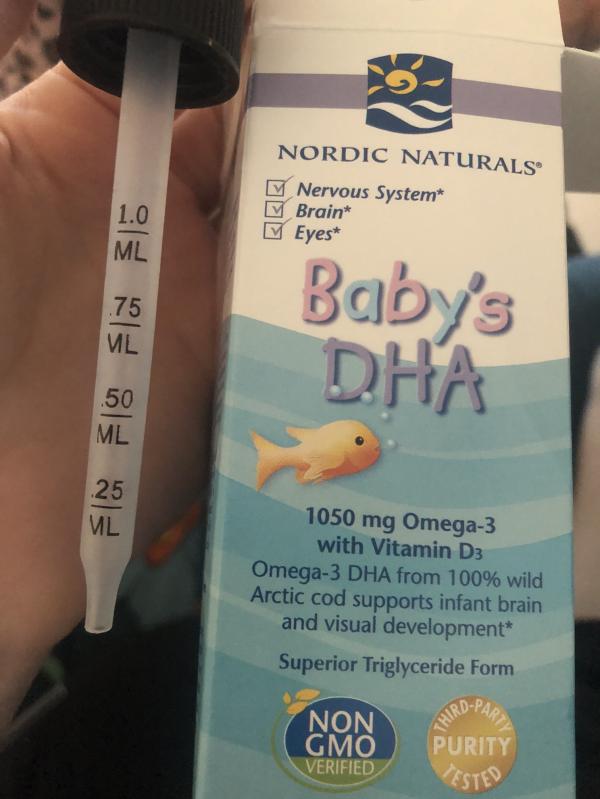 1.0
ML
.75
ML
.50
ML
.25
ML
NORDIC NATURALS®
Nervous System*
Brain*
Eyes*
Baby's
DHA
1050 mg Omega-3
with Vitamin D3
Omega-3 DHA from 100% wild
Arctic cod supports infant brain
and visual development*
Superior Triglyceride Form
NON
GMO
VERIFIED
THIRD-PARTY
PURITY
TESTED